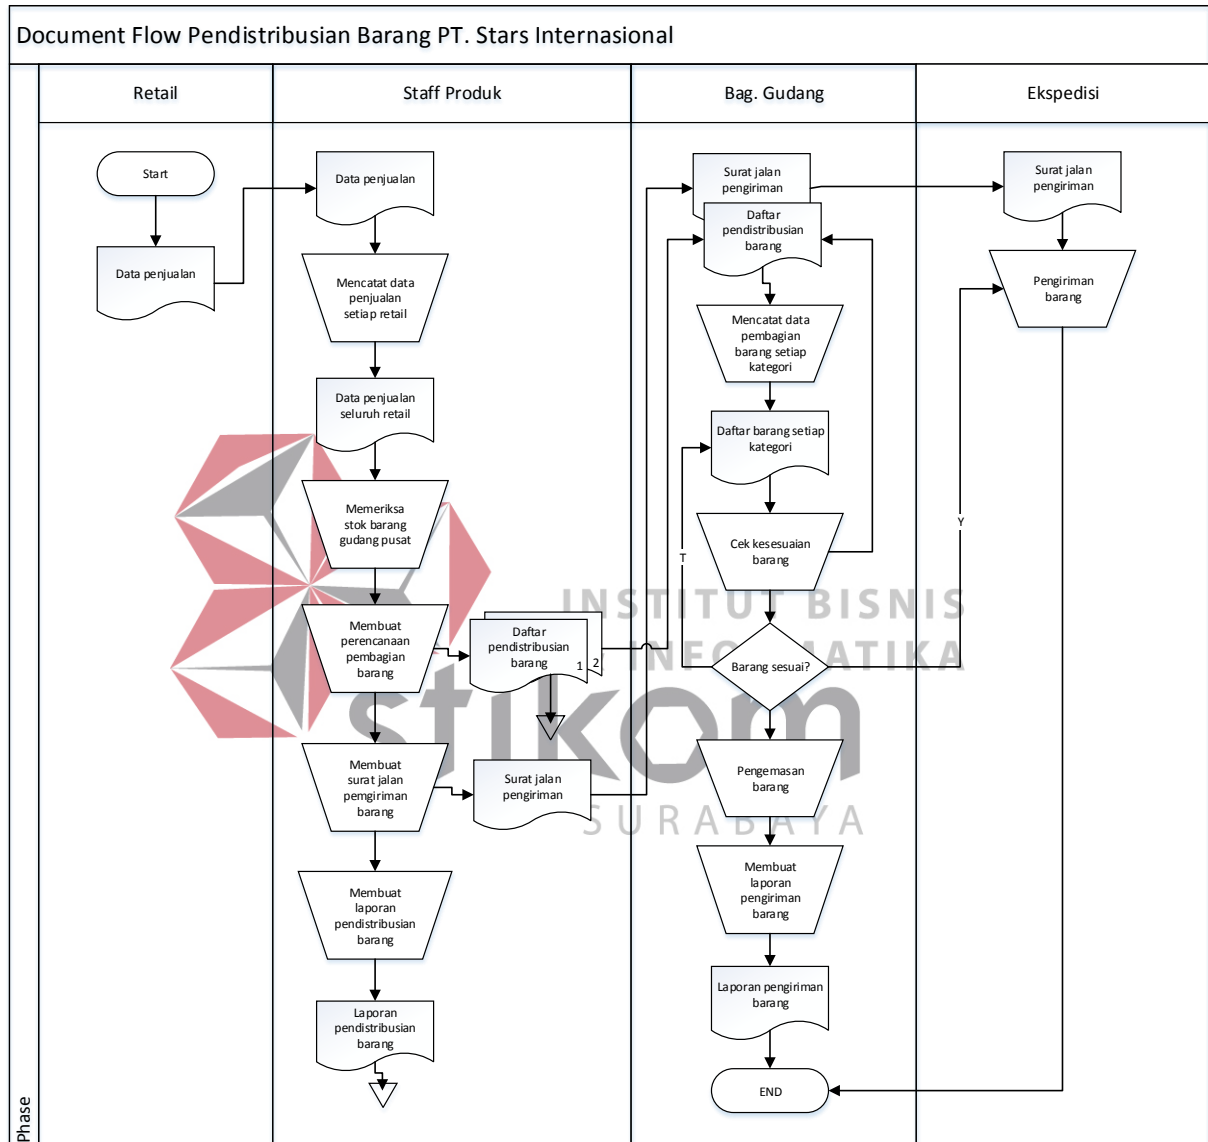 Document Flow Pendistribusian Barang PT. Stars Internasional
Phase
Retail
Staff Produk
Bag. Gudang
Ekspedisi
Start
Data penjualan
Data penjualan
Mencatat data
penjualan
setiap retail
Data penjualan
seluruh retail
Memeriksa
stok barang
gudang pusat
Membuat
perencanaan
pembagian
barang
Daftar
pendistribusian
barang
1
2
Membuat
surat jalan
pemgiriman
barang
Surat jalan
pengiriman
Membuat
laporan
pendistribusian
barang
Laporan
pendistribusian
barang
Surat jalan
pengiriman
Daftar
pendistribusian
barang
Mencatat data
pembagian
barang setiap
kategori
Daftar barang setiap
kategori
Cek kesesuaian
barang
T
Barang sesuai?
Y
Pengemasan
barang
Membuat
laporan
pengiriman
barang
Laporan pengiriman
barang
END
Surat jalan
pengiriman
Pengiriman
barang
INSTITUT BISNIS
INFORMATIKA
stikom
SURABAYA